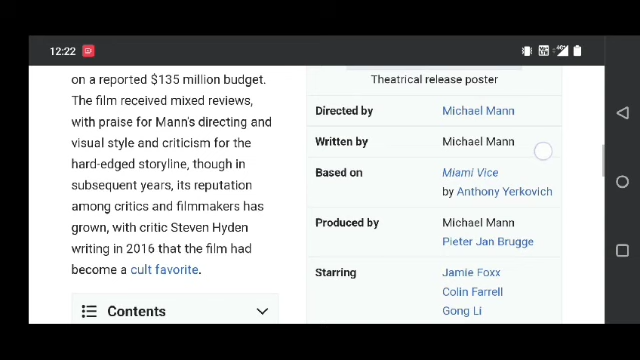 12:22
on a reported $135 million budget.
The film received mixed reviews,
with praise for Mann's directing and
visual style and criticism for the
hard-edged storyline, though in
subsequent years, its reputation
among critics and filmmakers has
grown, with critic Steven Hyden
writing in 2016 that the film had
become a cult favorite.
Contents
Theatrical release poster
Directed by Michael Mann
Written by Michael Mann
Based on Miami Vice
by Anthony Yerkovich
Produced by Michael Mann
Pieter Jan Brugge
Starring Jamie Foxx
Colin Farrell
Gong Li